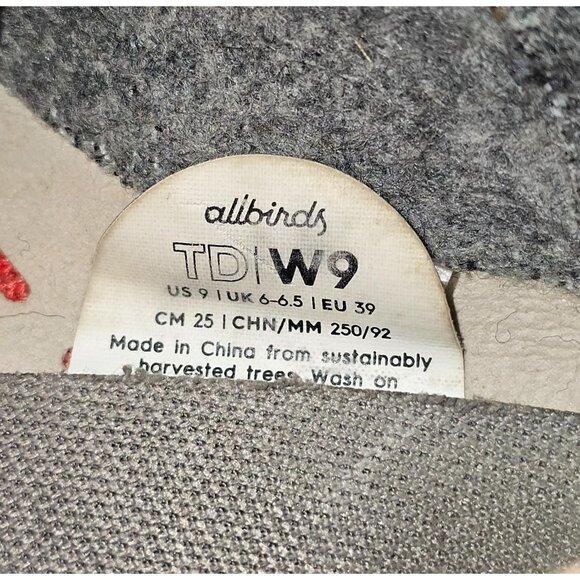 allbirds
TD|W9
US 9 | UK 6-6.5 | EU 39
CM 25 | CHN/MM 250/92
Made in China from sustainably
harvested trees. Wash on